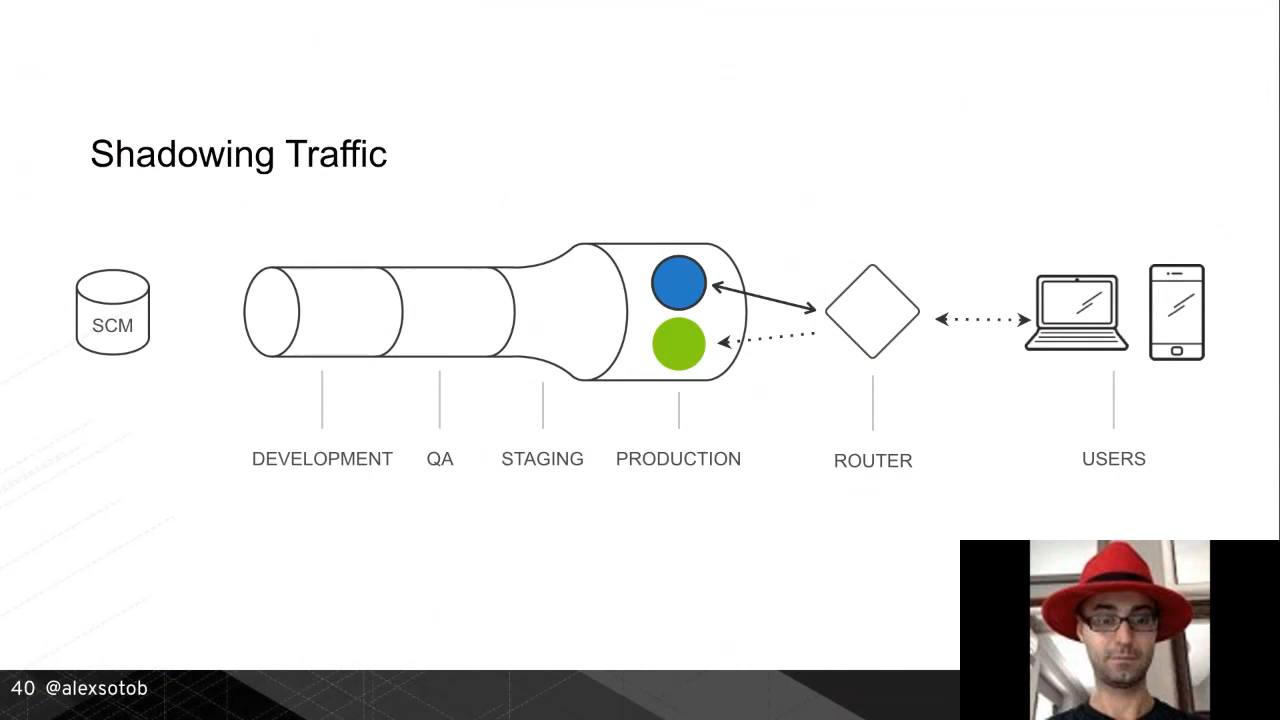 Shadowing Traffic
SCM
DEVELOPMENT
QA
STAGING
PRODUCTION
ROUTER
USERS
40 @alexsotob